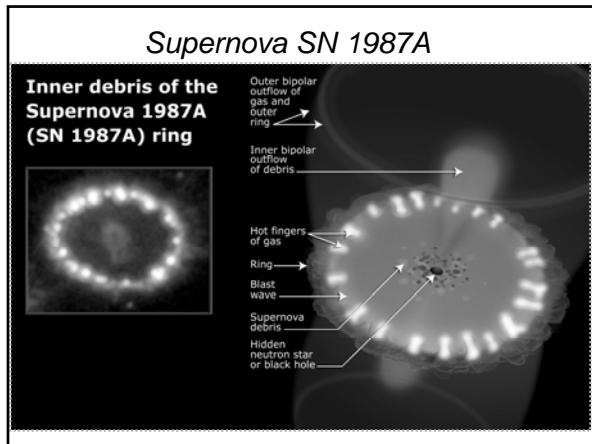 Supernova SN 1987A
Inner debris of the
Supernova 1987A
(SN 1987A) ring
Outer bipolar
outflow of
gas and
outer
ring
Inner bipolar
outflow
of debris
Hot fingers
of gas
Ring
Blast
wave
Supernova
debris
Hidden
neutron star
or black hole